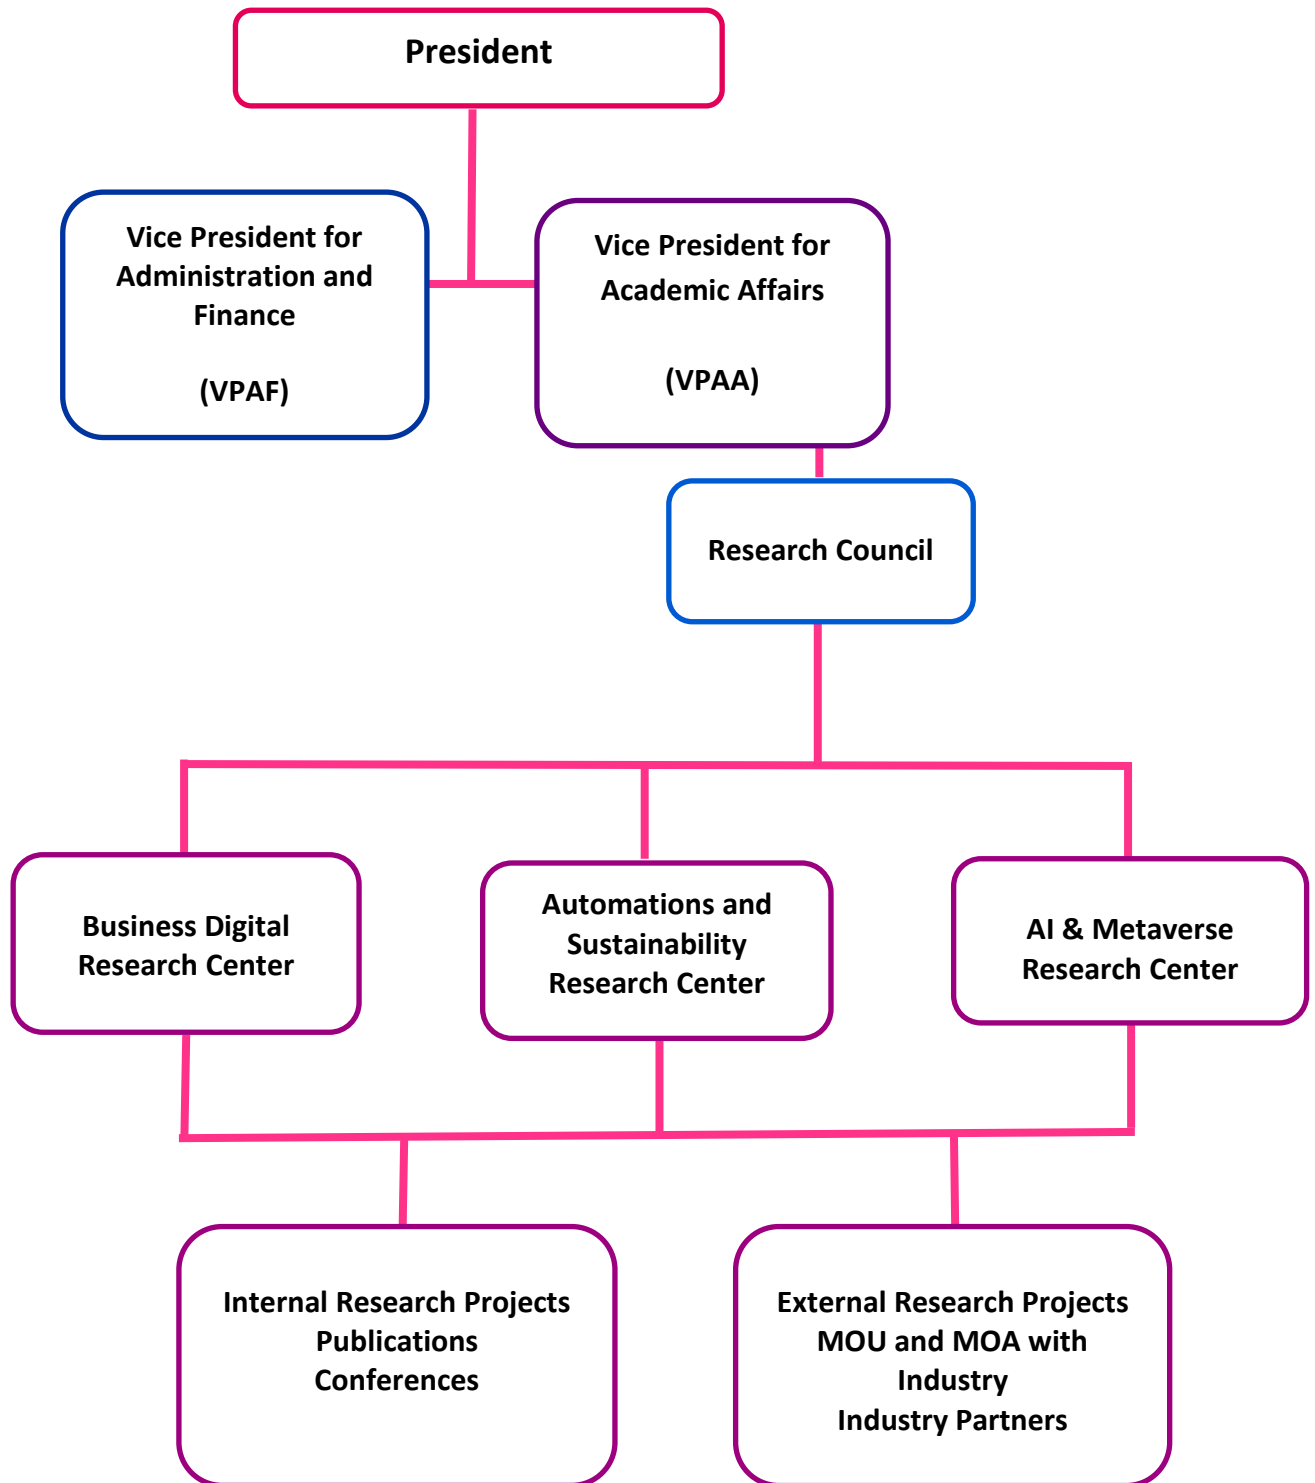 President
Vice President for
Administration and
Finance
(VPAF)
Vice President for
Academic Affairs
(VPAA)
Research Council
Business Digital
Research Center
Automations and
Sustainability
Research Center
AI & Metaverse
Research Center
Internal Research Projects
Publications
Conferences
External Research Projects
MOU and MOA with
Industry
Industry Partners